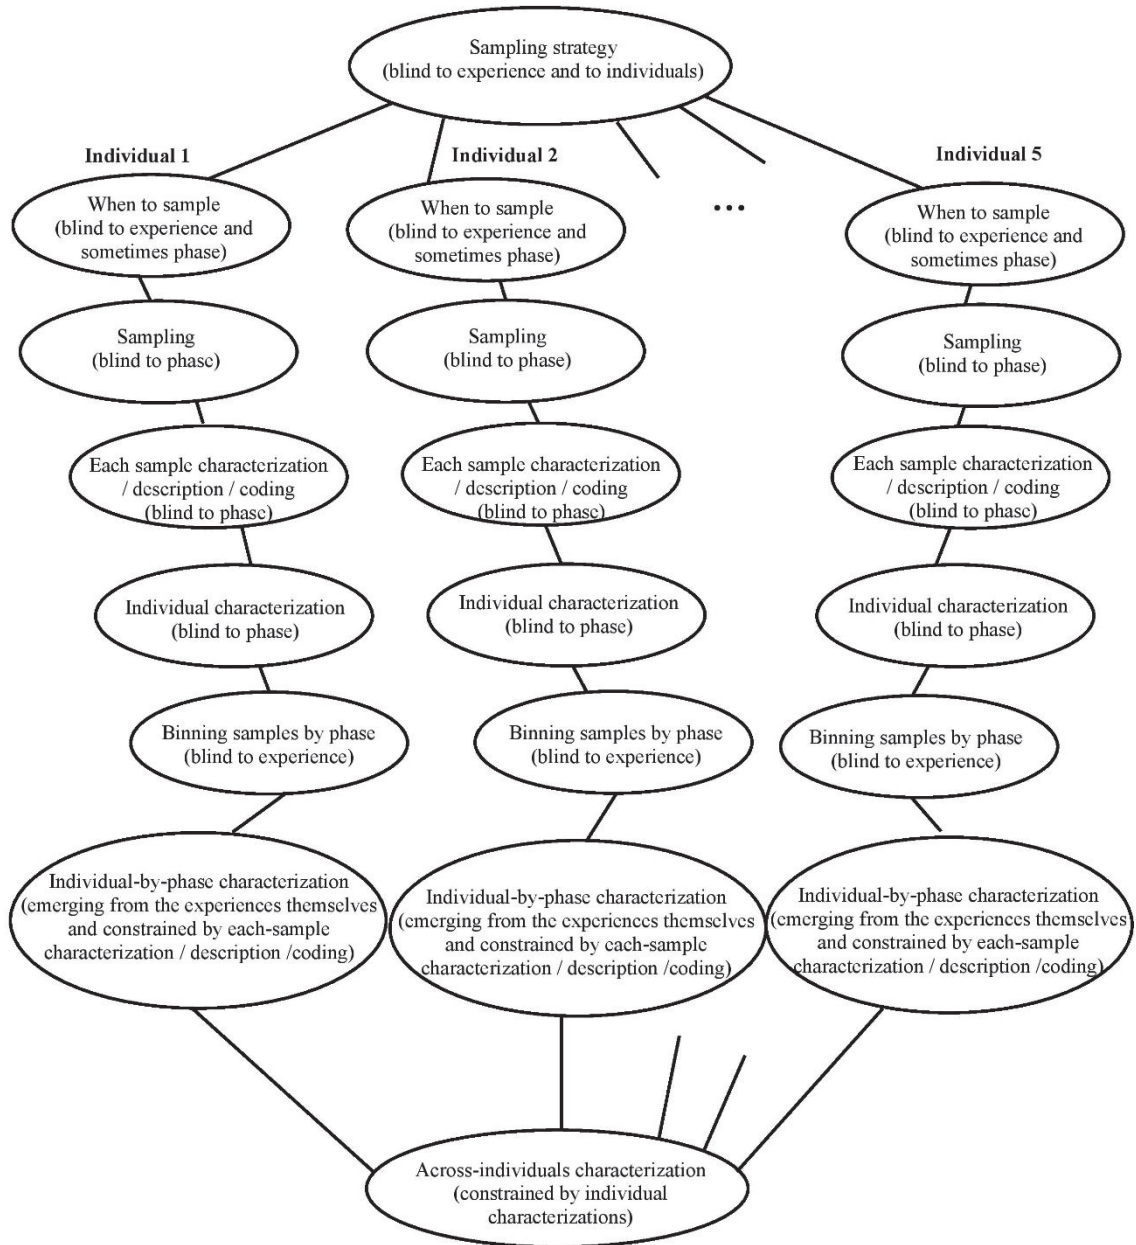 Sampling strategy
(blind to experience and to individuals)
Individual 1
Individual 2
Individual 5
When to sample
(blind to experience and
sometimes phase)
When to sample
(blind to experience and
sometimes phase)
...
When to sample
(blind to experience and
sometimes phase)
Sampling
(blind to phase)
Sampling
(blind to phase)
Sampling
(blind to phase)
Each sample characterization
/ description / coding
(blind to phase)
Each sample characterization
/ description / coding
(blind to phase)
Each sample characterization
/ description / coding
(blind to phase)
Individual characterization
(blind to phase)
Individual characterization
(blind to phase)
Individual characterization
(blind to phase)
Binning samples by phase
(blind to experience)
Binning samples by phase
(blind to experience)
Binning samples by phase
(blind to experience)
Individual-by-phase characterization
(emerging from the experiences themselves
and constrained by each-sample
characterization / description /coding)
Individual-by-phase characterization
(emerging from the experiences themselves
and constrained by each-sample
characterization / description /coding)
Individual-by-phase characterization
(emerging from the experiences themselves
and constrained by each-sample
characterization / description /coding)
Across-individuals characterization
(constrained by individual
characterizations)